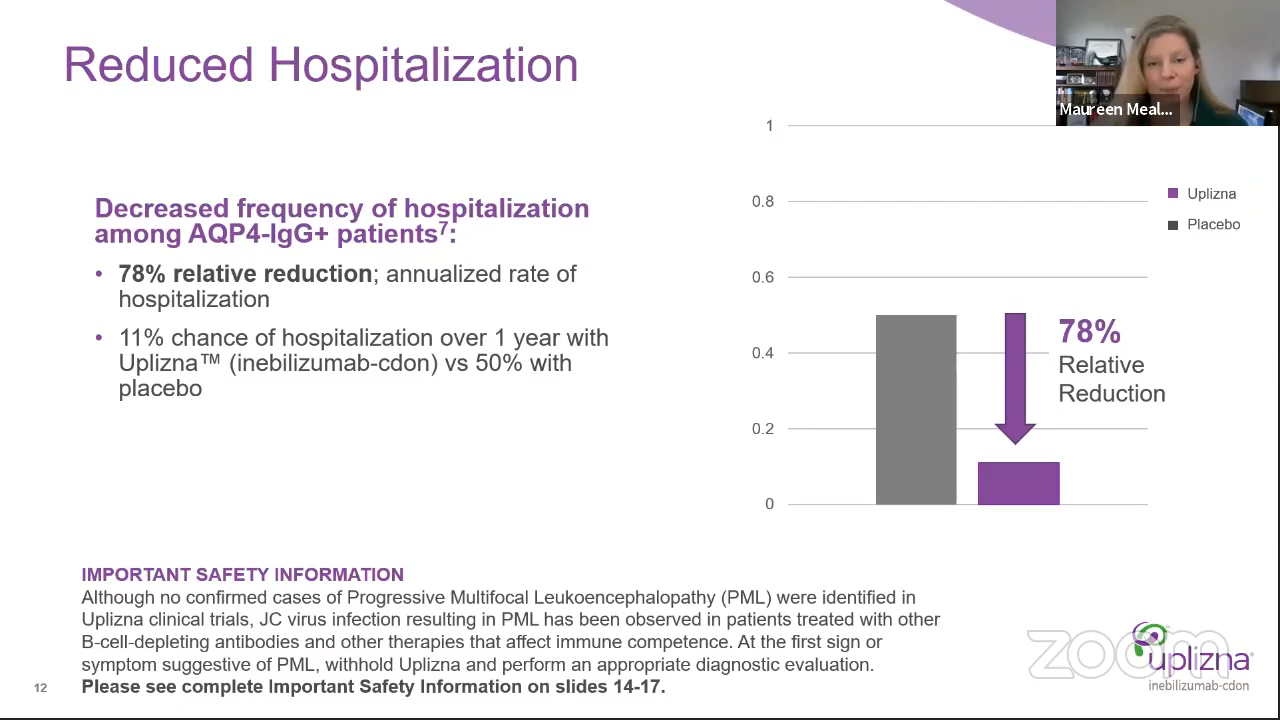 Reduced Hospitalization
Maureen Meal...
Decreased frequency of hospitalization
among AQP4-IgG+ patients⁷:
• 78% relative reduction; annualized rate of
hospitalization
• 11% chance of hospitalization over 1 year with
Uplizna™ (inebilizumab-cdon) vs 50% with
placebo
1
0.8
0.6
0.4
0.2
0
Uplizna
Placebo
78%
Relative
Reduction
IMPORTANT SAFETY INFORMATION
Although no confirmed cases of Progressive Multifocal Leukoencephalopathy (PML) were identified in
Uplizna clinical trials, JC virus infection resulting in PML has been observed in patients treated with other
B-cell-depleting antibodies and other therapies that affect immune competence. At the first sign or
symptom suggestive of PML, withhold Uplizna and perform an appropriate diagnostic evaluation.
Please see complete Important Safety Information on slides 14-17.
12
zoom
uplizna
inebilizumab-cdon